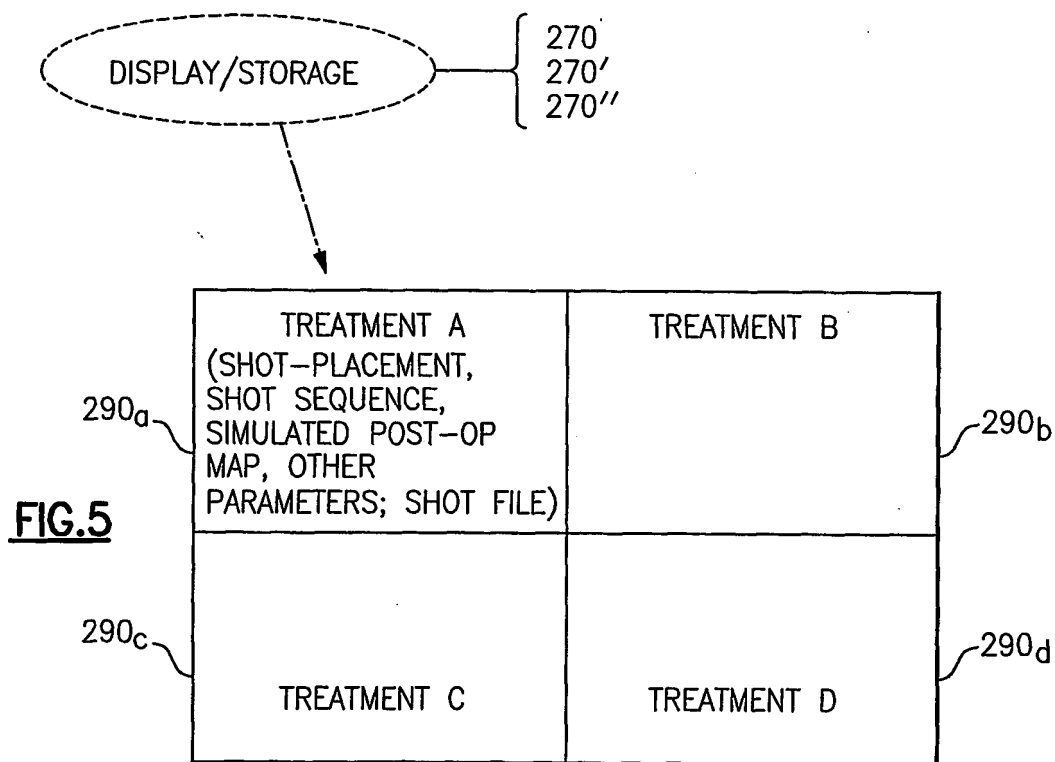 DISPLAY/STORAGE
270
270′
270″
TREATMENT A
(SHOT-PLACEMENT,
SHOT SEQUENCE,
SIMULATED POST-OP
MAP, OTHER
PARAMETERS; SHOT FILE)
TREATMENT B
290a
290b
FIG.5
290c
TREATMENT C
TREATMENT D
290d